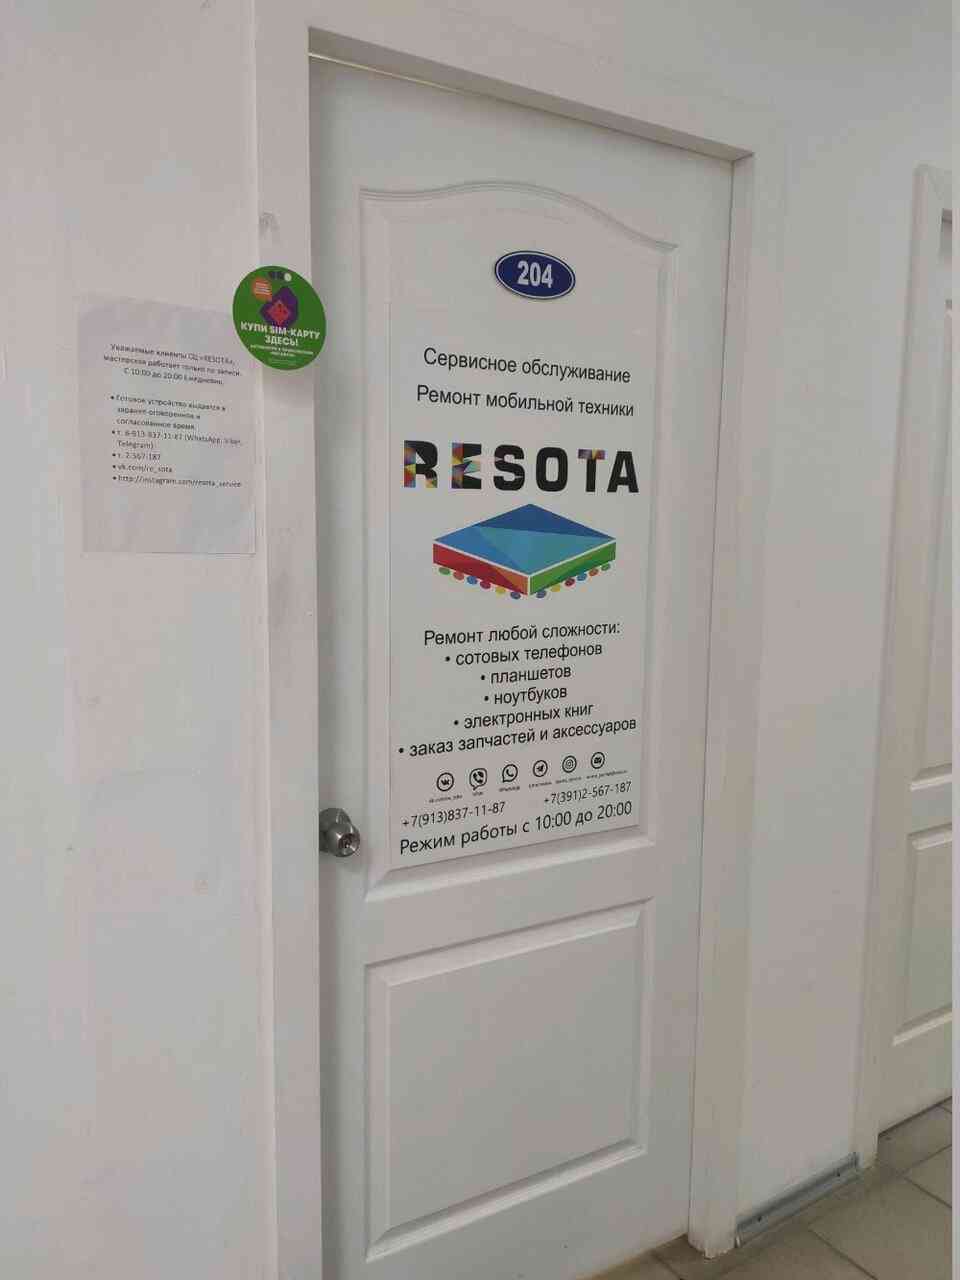 204
Сервисное обслуживание
Ремонт мобильной техники
RESOTA
Ремонт любой сложности:
• сотовых телефонов
• планшетов
• ноутбуков
• электронных книг
• заказ запчастей и аксессуаров
+7(913)837-11-87
+7(391)2-567-187
Режим работы с 10:00 до 20:00
КУПИ SIM-КАРТУ
ЗДЕСЬ!
Уважаемые клиенты СЦ «RESOTA»,
мастерская работает только по записи.
С 10:00 до 20:00 Ежедневно.
• Готовое устройство выдается в
заранее оговоренное и
согласованное время.
• т. 8-913-837-11-87 (WhatsApp, Viber,
Telegram)
• т. 2-567-187
• vk.com/re_sota
• http://instagram.com/resota_service